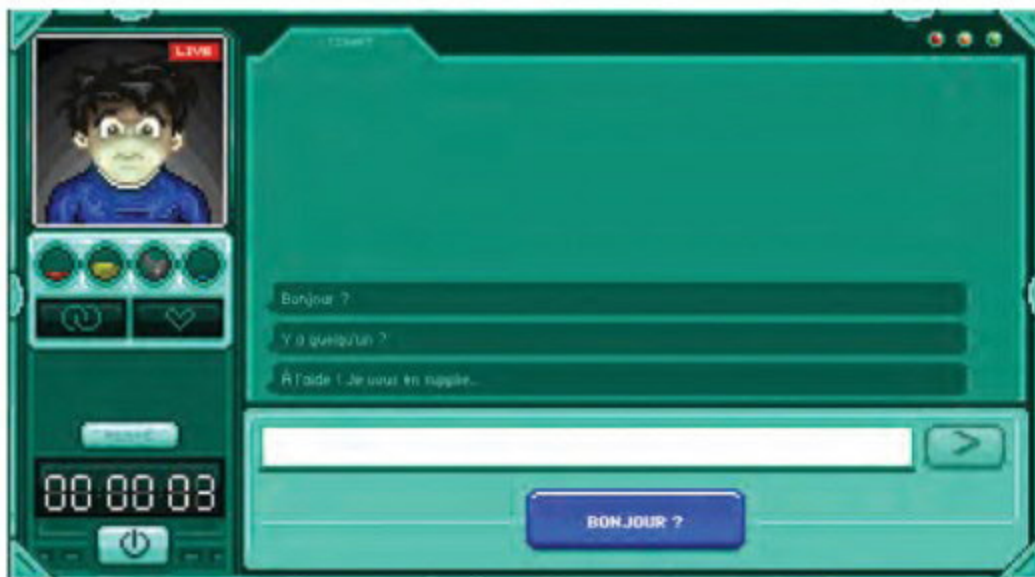 LIVE
Bonjour ?
Y a quelqu'un ?
À l'aide ! Je vous en supplie...
00 00 03
>
BONJOUR ?